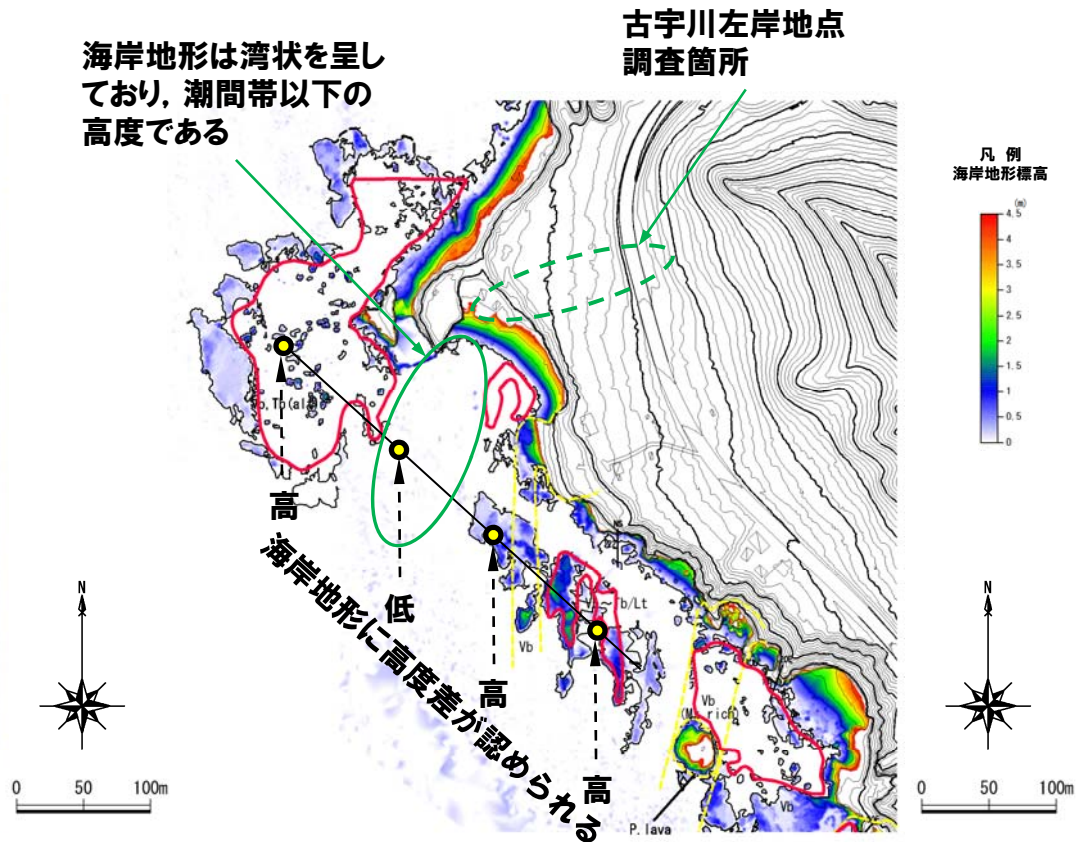 古宇川左岸地点
調査箇所
海岸地形は湾状を呈し
ており, 潮間帯以下の
高度である
凡 例
海岸地形標高
(m)
4.5
4
3.5
3
2.5
2
1.5
1
0.5
0
高
低
高
高
海岸地形に高度差が認められる
Vb
Vb
(M. rich)
Vb
P. lava
N
N
0 50 100m
0 50 100m